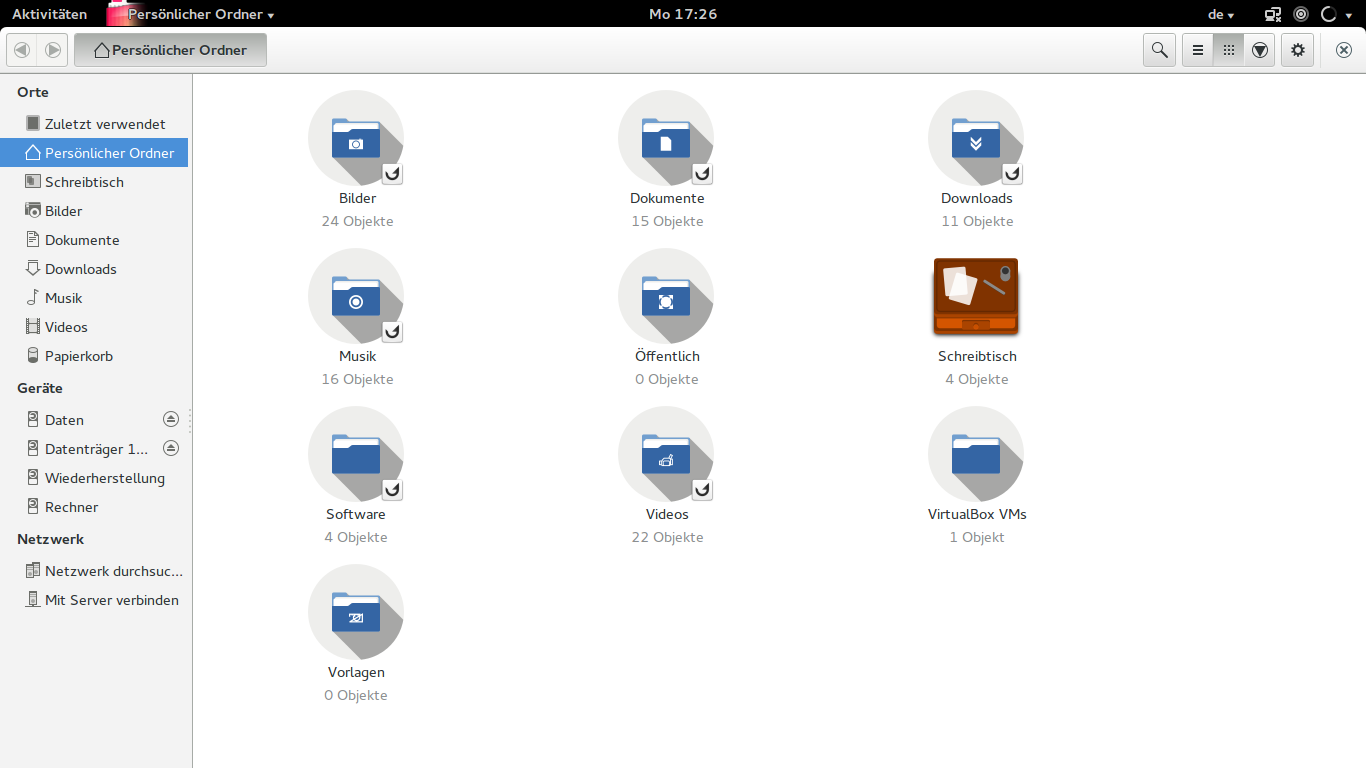 Aktivitäten Persönlicher Ordner Mo 17:26 de
Persönlicher Ordner
Orte
Zuletzt verwendet
Persönlicher Ordner
Schreibtisch
Bilder
Dokumente
Downloads
Musik
Videos
Papierkorb
Geräte
Daten
Datenträger 1...
Wiederherstellung
Rechner
Netzwerk
Netzwerk durchsuc...
Mit Server verbinden
Bilder
24 Objekte
Dokumente
15 Objekte
Downloads
11 Objekte
Musik
16 Objekte
Öffentlich
0 Objekte
Schreibtisch
4 Objekte
Software
4 Objekte
Videos
22 Objekte
VirtualBox VMs
1 Objekt
Vorlagen
0 Objekte